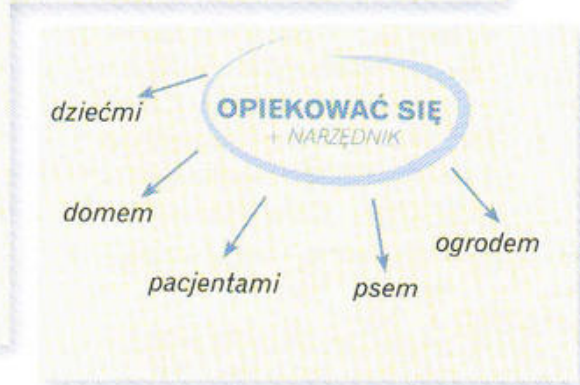 OPIEKOWAĆ SIĘ
+ NARZĘDNIK
dziećmi
domem
pacjentami
psem
ogrodem